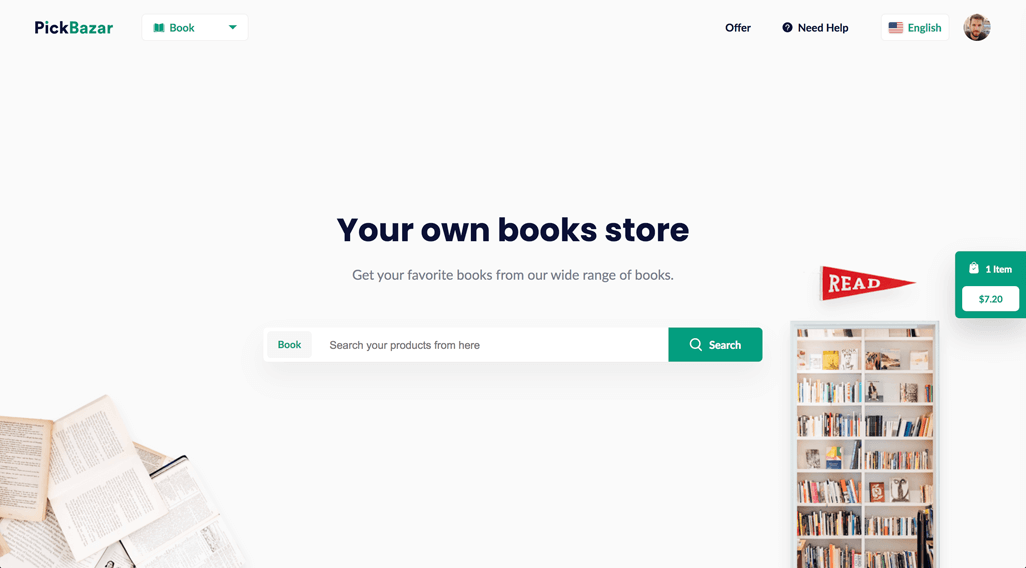 PickBazar
Book
Offer
Need Help
English
Your own books store
Get your favorite books from our wide range of books.
1 Item
$7.20
READ
Book
Search your products from here
Search